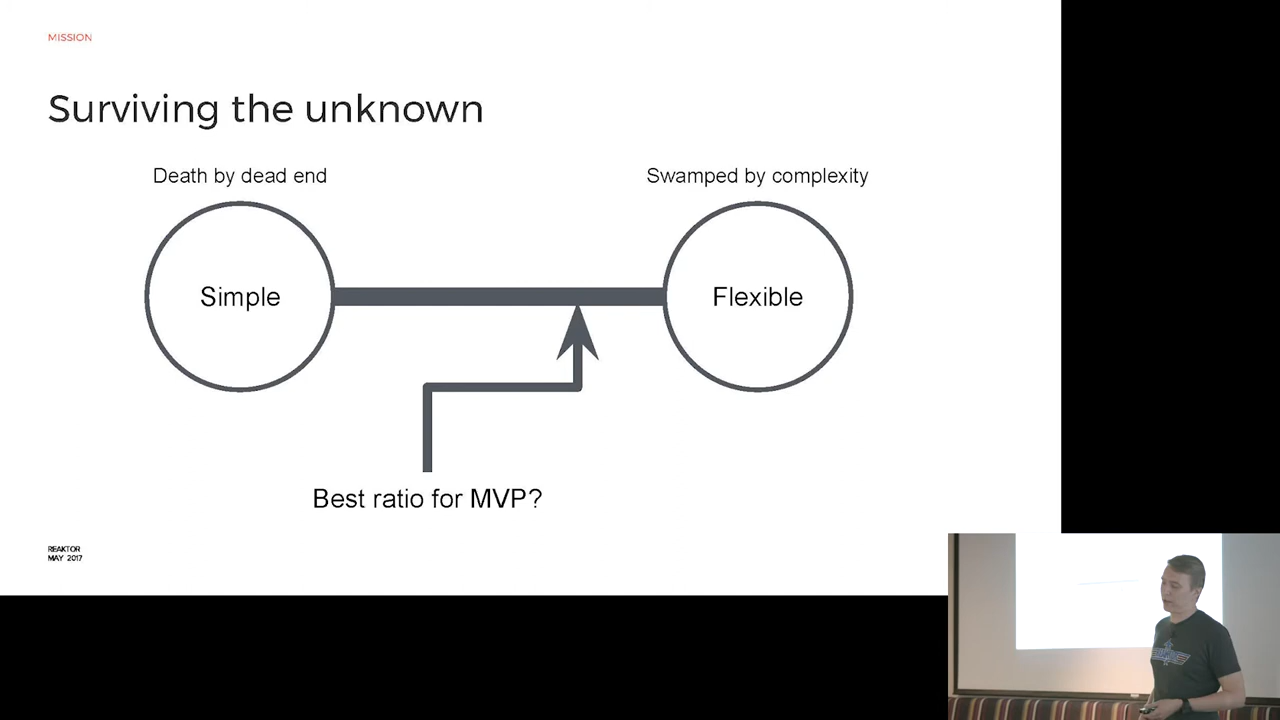 MISSION
Surviving the unknown
Death by dead end
Swamped by complexity
Simple
Flexible
Best ratio for MVP?
REAKTOR
MAY 2017